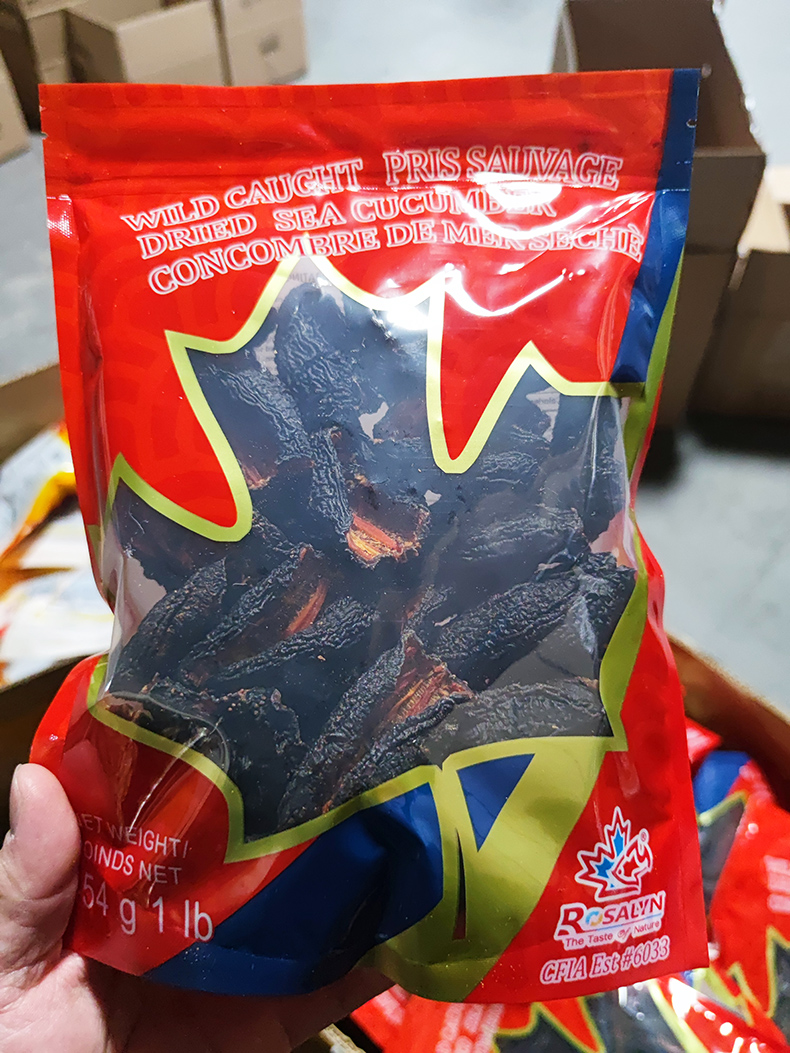 WILD CAUGHT PRIS SAUVAGE
DRIED SEA CUCUMBER
CONCOMBRE DE MER SECHÈ
ET WEIGHT/
OINDS NET
54 g 1 lb
ROSALYN
The Taste of Nature
CFIA Est #6033